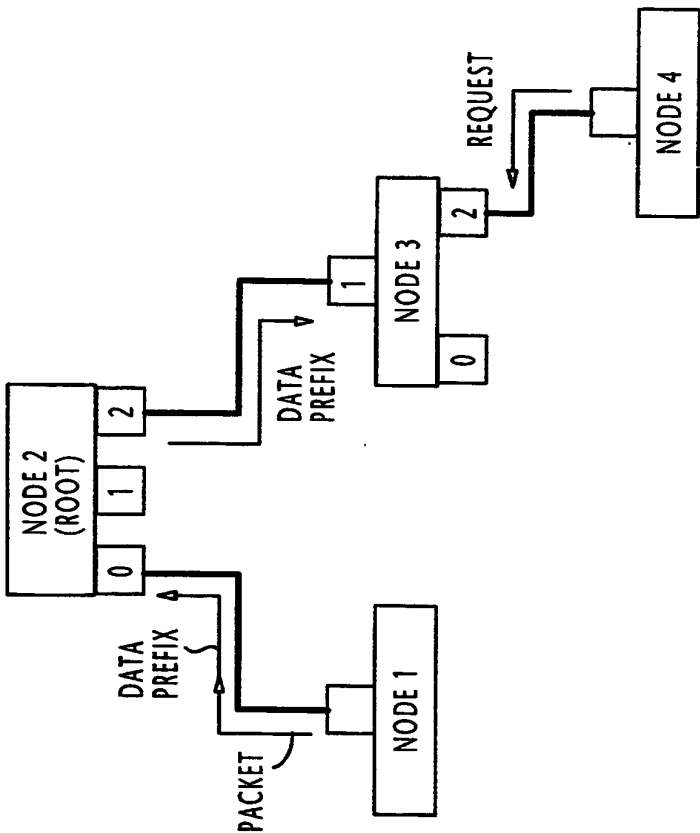 NODE 2
(ROOT)
0
1
2
DATA
PREFIX
PACKET
NODE 1
DATA
PREFIX
1
NODE 3
0
2
REQUEST
NODE 4